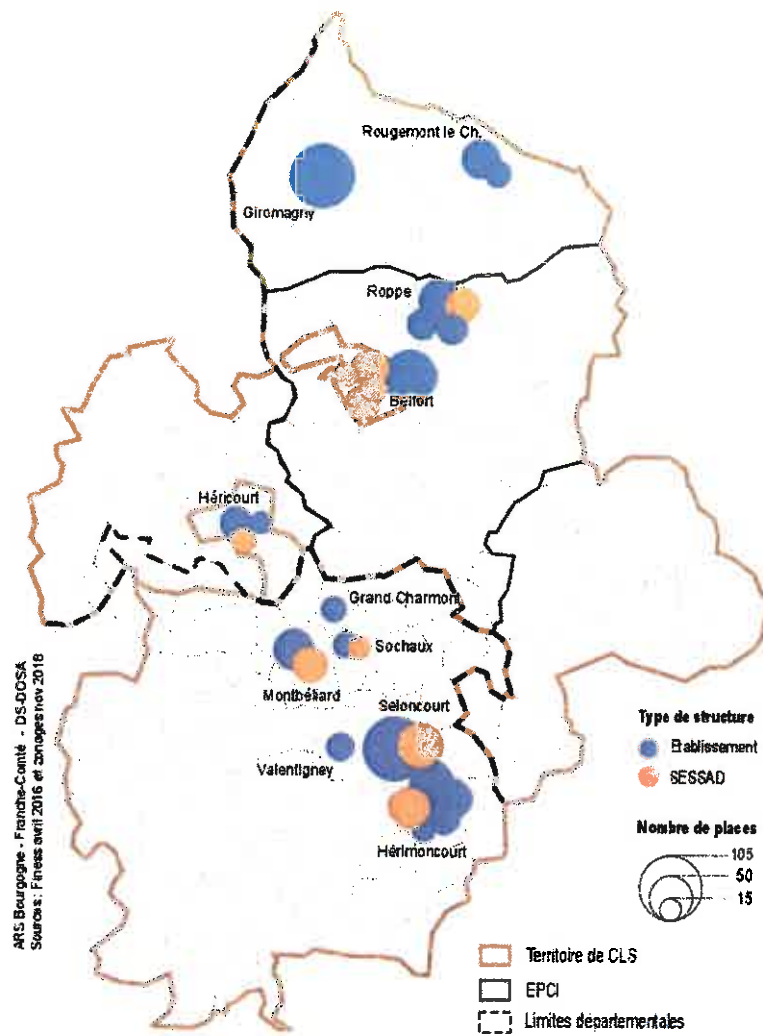 Rougemont le Ch.
Giromagny
Roppe
Belfort
Héricourt
Grand Charmont
Sochaux
Montbéliard
Seloncourt
Valentigney
Hérimoncourt
ARS Bourgogne - Franche-Comté - DS-DOSA
Sources : Finess avril 2016 et zonages nov 2018
Type de structure
Etablissement
SESSAD
Nombre de places
105
50
15
Territoire de CLS
EPCI
Limites départementales